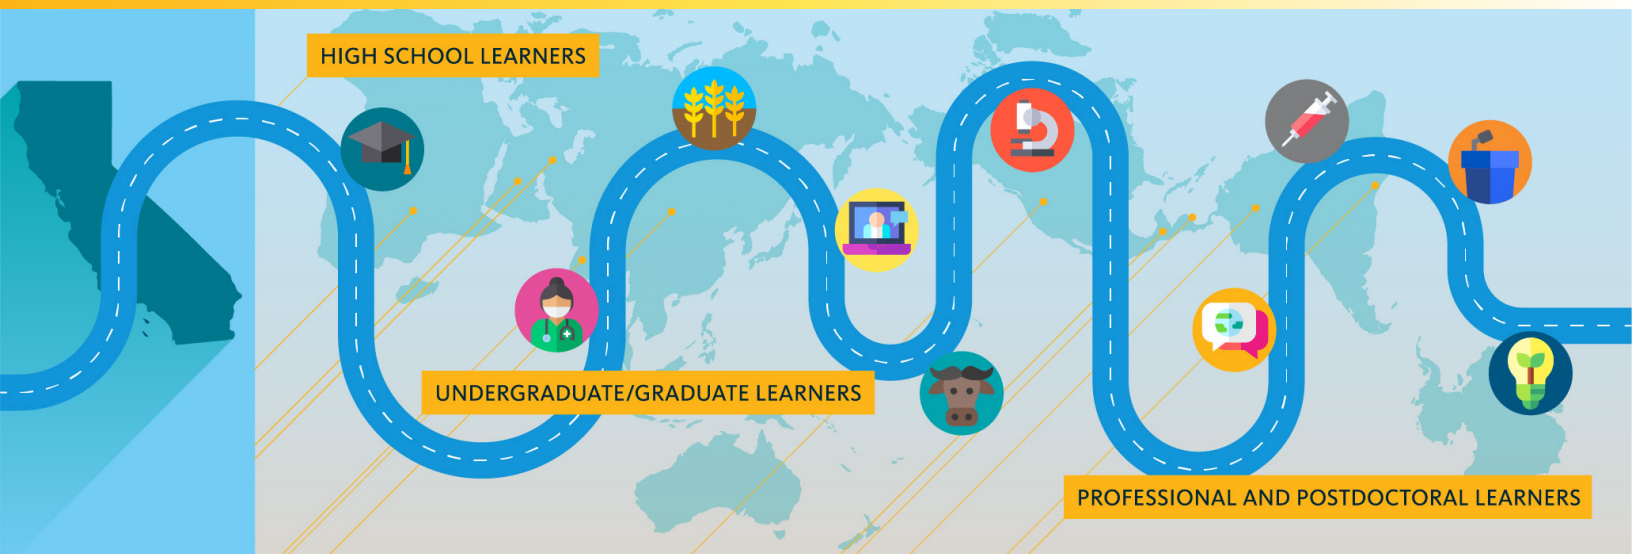 HIGH SCHOOL LEARNERS
UNDERGRADUATE/GRADUATE LEARNERS
PROFESSIONAL AND POSTDOCTORAL LEARNERS